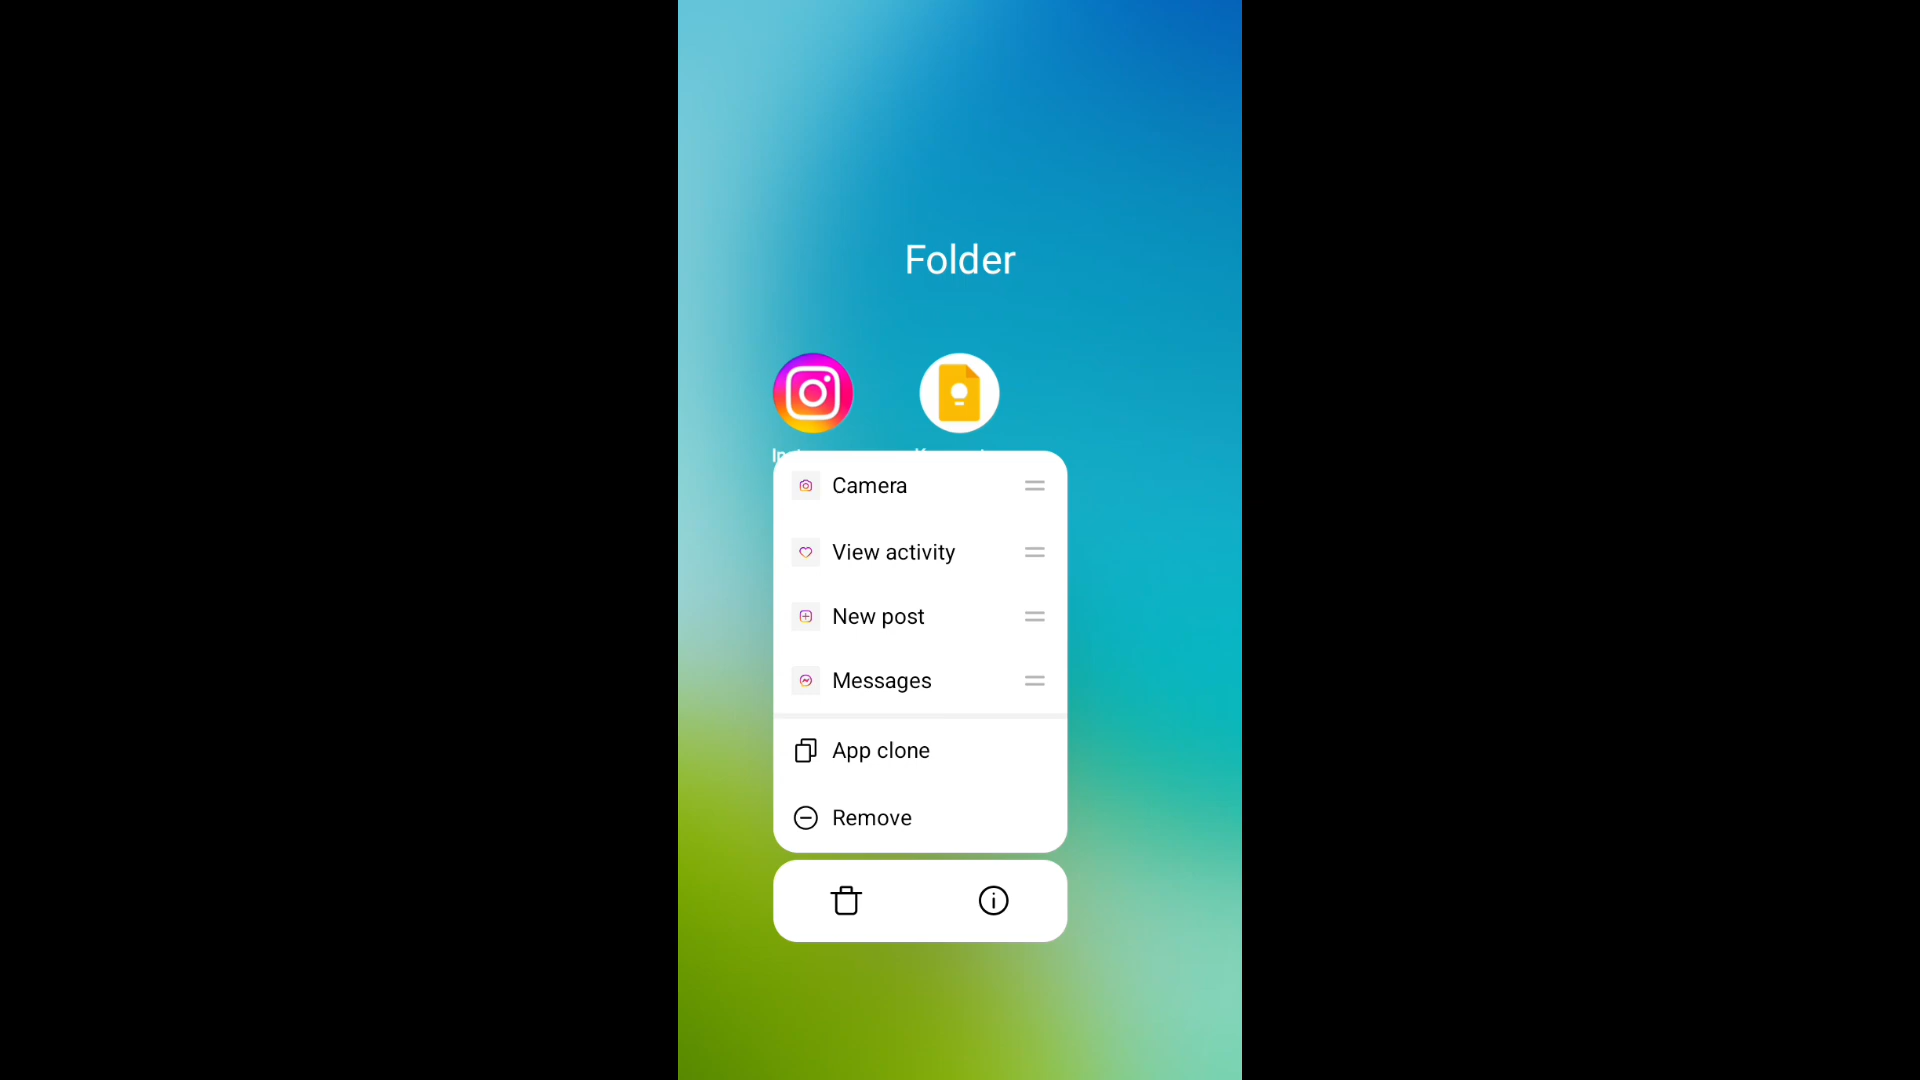 Folder
Camera
View activity
New post
Messages
App clone
Remove